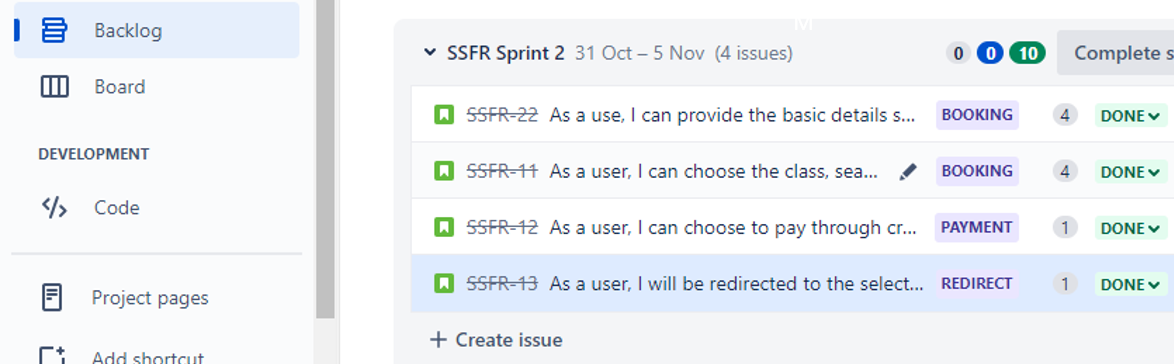 Backlog
Board
DEVELOPMENT
Code
Project pages
Add shortcut
M
SSFR Sprint 2 31 Oct – 5 Nov (4 issues) 0 0 10 Complete s
SSFR-22 As a use, I can provide the basic details s... BOOKING 4 DONE
SSFR-11 As a user, I can choose the class, sea... BOOKING 4 DONE
SSFR-12 As a user, I can choose to pay through cr... PAYMENT 1 DONE
SSFR-13 As a user, I will be redirected to the select... REDIRECT 1 DONE
+ Create issue